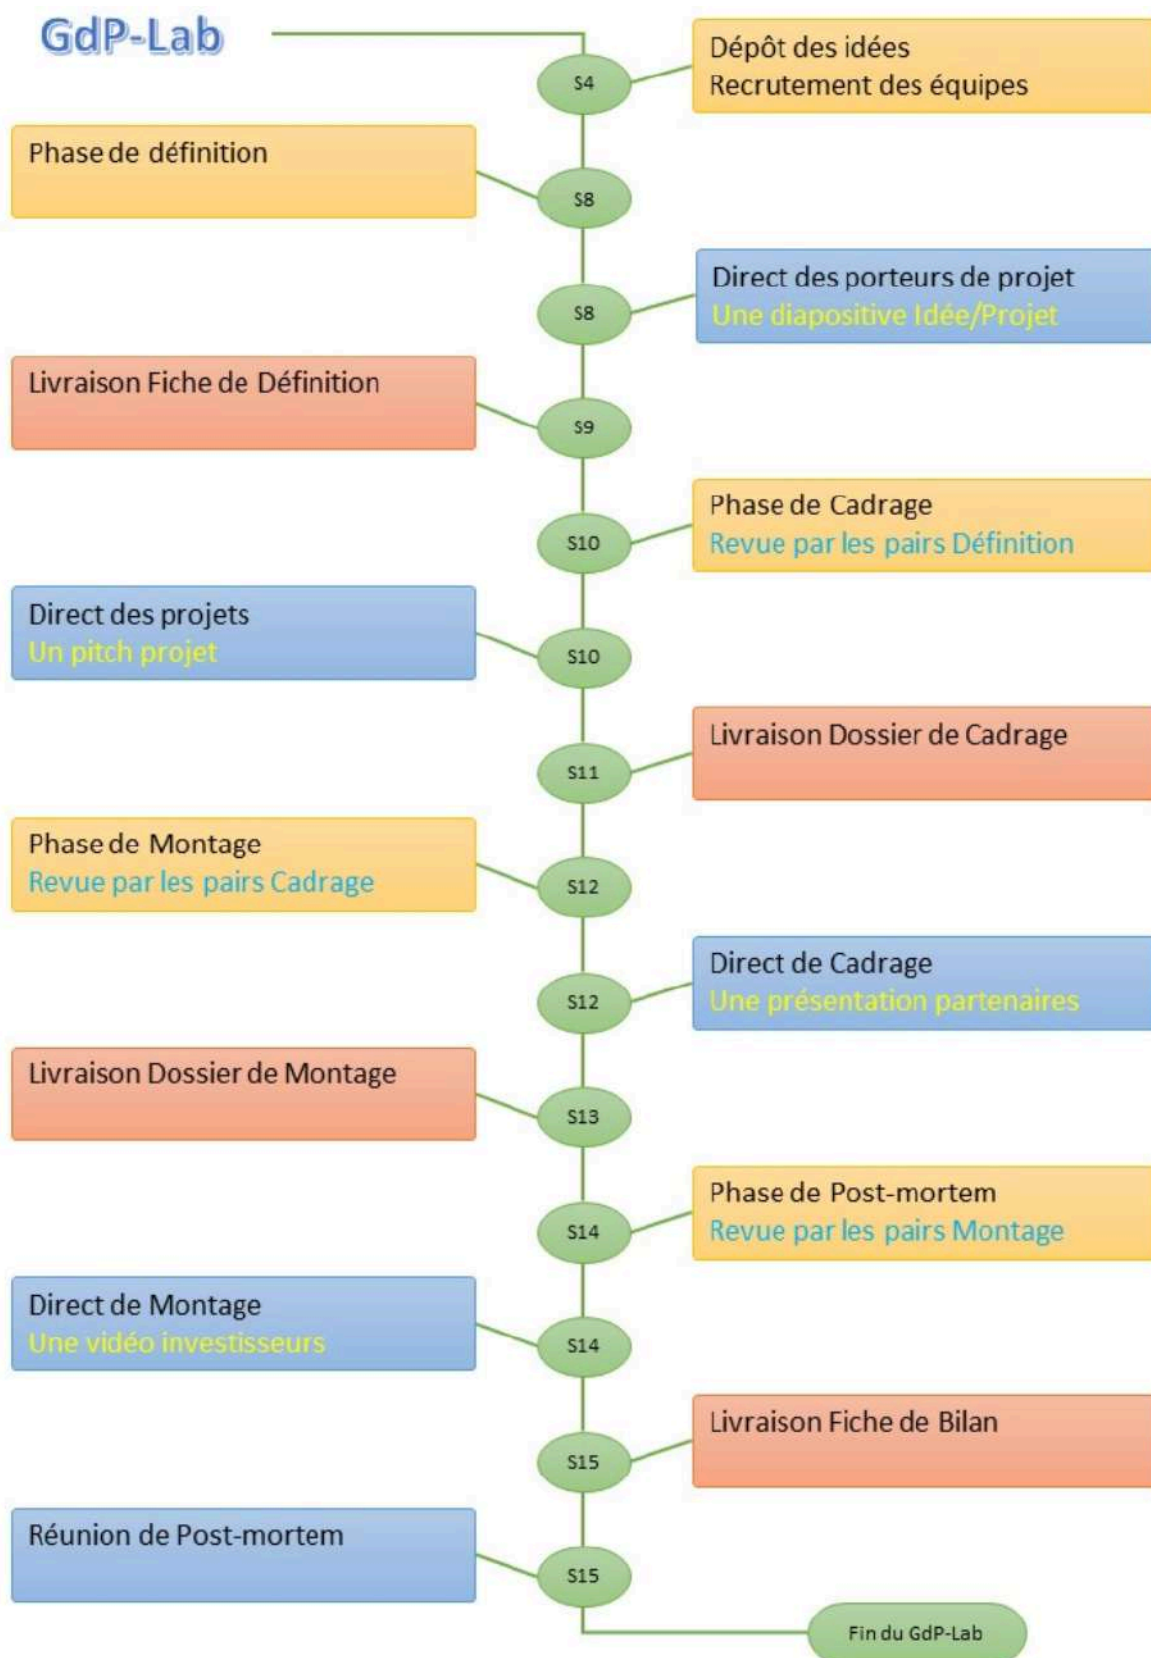 GdP-Lab
S4
Dépôt des idées
Recrutement des équipes
Phase de définition
S8
S8
Direct des porteurs de projet
Une diapositive Idée/Projet
Livraison Fiche de Définition
S9
S10
Phase de Cadrage
Revue par les pairs Définition
Direct des projets
Un pitch projet
S10
S11
Livraison Dossier de Cadrage
Phase de Montage
Revue par les pairs Cadrage
S12
S12
Direct de Cadrage
Une présentation partenaires
Livraison Dossier de Montage
S13
S14
Phase de Post-mortem
Revue par les pairs Montage
Direct de Montage
Une vidéo investisseurs
S14
S15
Livraison Fiche de Bilan
Réunion de Post-mortem
S15
Fin du GdP-Lab